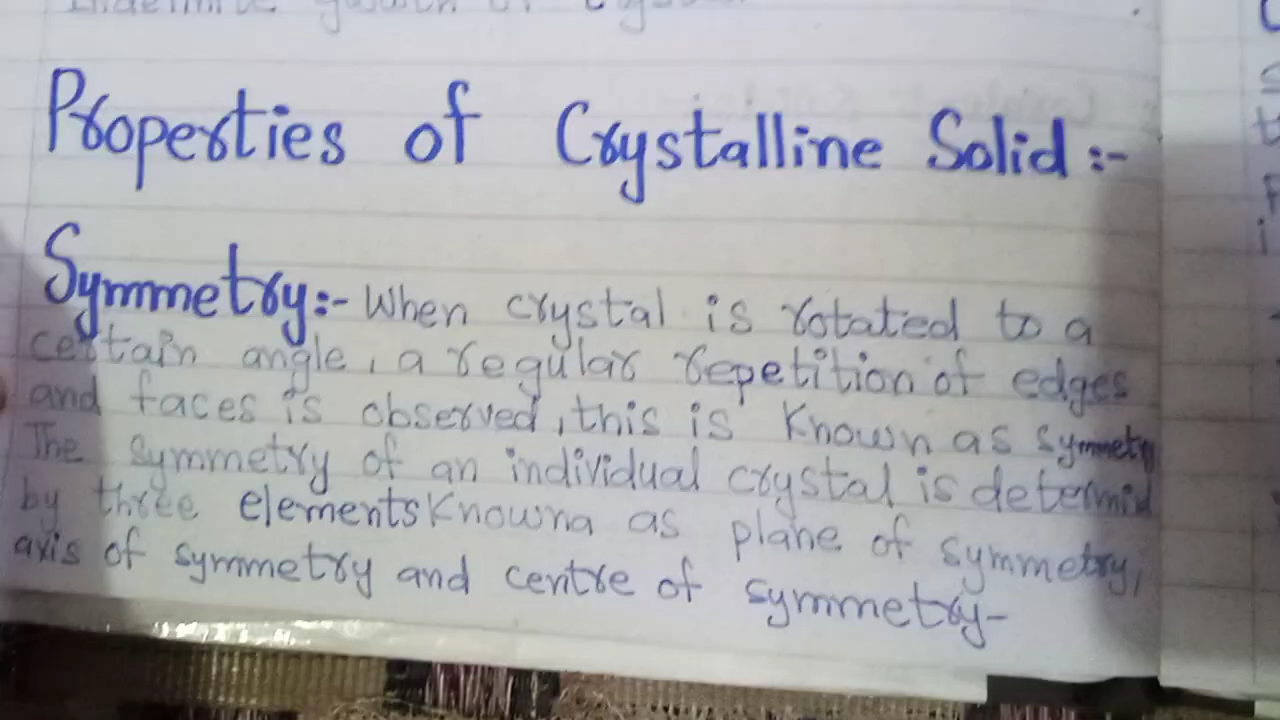 Properties of Crystalline Solid :-
Symmetry:- When crystal is rotated to a
certain angle, a regular repetition of edges
and faces is observed, this is known as symmetry
The symmetry of an individual crystal is determid
by three elements Knowna as plane of symmetry,
axis of symmetry and centre of symmetry-